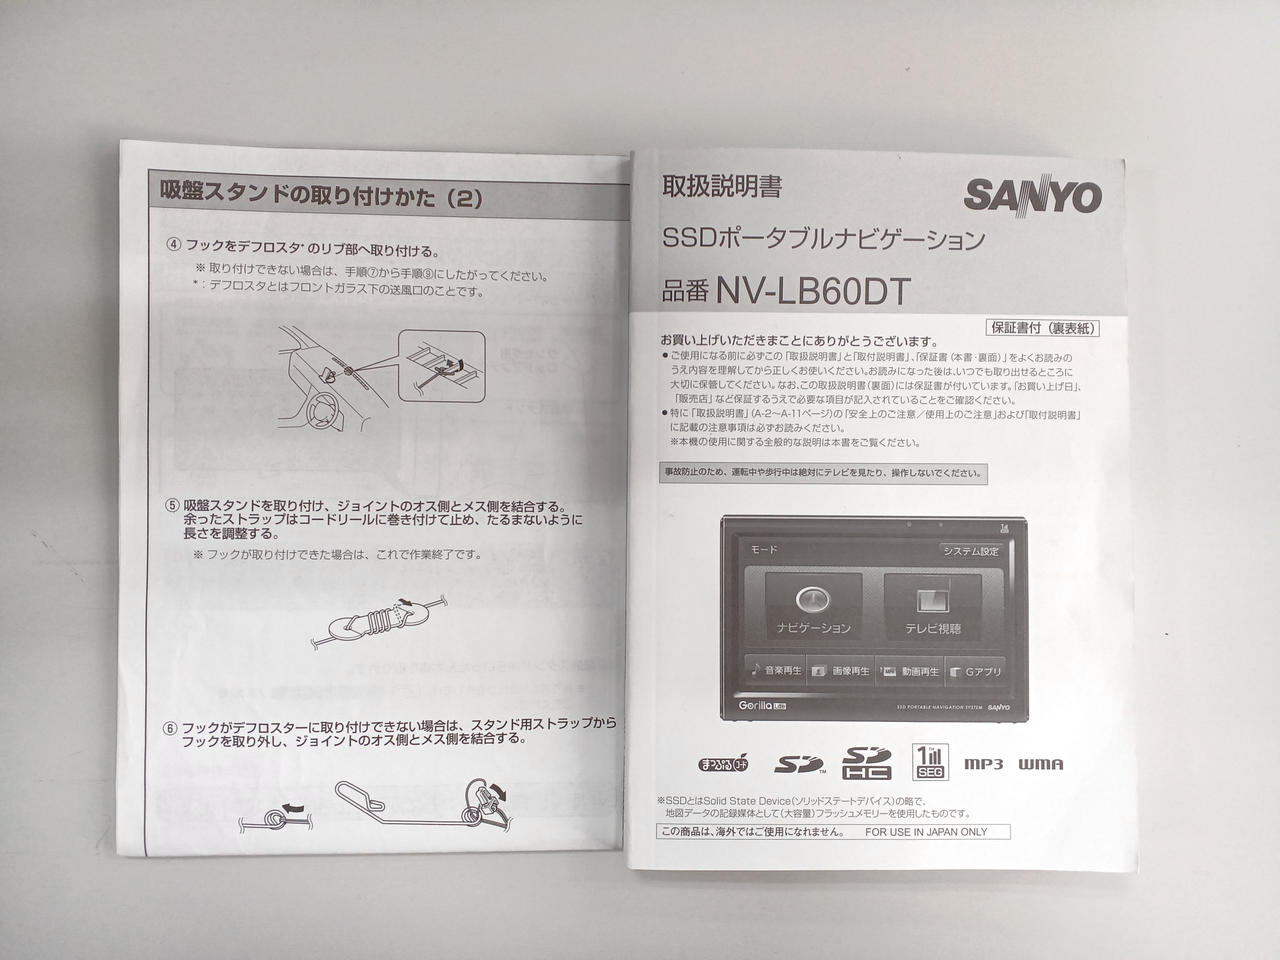 吸盤スタンドの取り付けかた（2）
④ フックをデフロスタ*のリブ部へ取り付ける。
※ 取り付けできない場合は、手順⑦から手順⑨にしたがってください。
*：デフロスタとはフロントガラス下の送風口のことです。
⑤ 吸盤スタンドを取り付け、ジョイントのオス側とメス側を結合する。
余ったストラップはコードリールに巻き付けて止め、たるまないように
長さを調整する。
※ フックが取り付けできた場合は、これで作業終了です。
⑥ フックがデフロスターに取り付けできない場合は、スタンド用ストラップから
フックを取り外し、ジョイントのオス側とメス側を結合する。
取扱説明書
SANYO
SSDポータブルナビゲーション
品番 NV-LB60DT
保証書付（裏表紙）
お買い上げいただきまことにありがとうございます。
● ご使用になる前に必ずこの「取扱説明書」と「取付説明書」、「保証書（本書・裏面）」をよくお読みの
うえ内容を理解してから正しくお使いください。お読みになった後は、いつでも取り出せるところに
大切に保管してください。なお、この取扱説明書（裏面）には保証書が付いています。「お買い上げ日」、
「販売店」など保証するうえで必要な項目が記入されていることをご確認ください。
● 特に「取扱説明書」（A-2～A-11ページ）の「安全上のご注意／使用上のご注意」および「取付説明書」
に記載の注意事項は必ずお読みください。
※本機の使用に関する全般的な説明は本書をご覧ください。
事故防止のため、運転中や歩行中は絶対にテレビを見たり、操作しないでください。
モード
システム設定
ナビゲーション
テレビ視聴
音楽再生
画像再生
動画再生
Gアプリ
Gorilla Lite
SSD PORTABLE NAVIGATION SYSTEM SANYO
まっぷるコード
SD™
SD HC
1 SEG
MP3
WMA
※SSDとはSolid State Device（ソリッドステートデバイス）の略で、
地図データの記録媒体として（大容量）フラッシュメモリーを使用したものです。
この商品は、海外ではご使用になれません。 FOR USE IN JAPAN ONLY